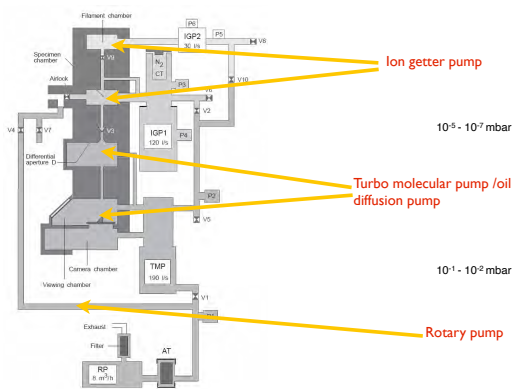 Filament chamber
P6
IGP2
30 l/s
P5
V8
Specimen
chamber
V9
N2
CT
Ion getter pump
Airlock
P3
V10
V2
V4
V7
V3
IGP1
120 l/s
P4
10-5 - 10-7 mbar
Differential
aperture D
Turbo molecular pump /oil
diffusion pump
P2
V5
Camera chamber
TMP
190 l/s
10-1 - 10-2 mbar
Viewing chamber
V1
Exhaust
Rotary pump
Filter
AT
RP
8 m3/h